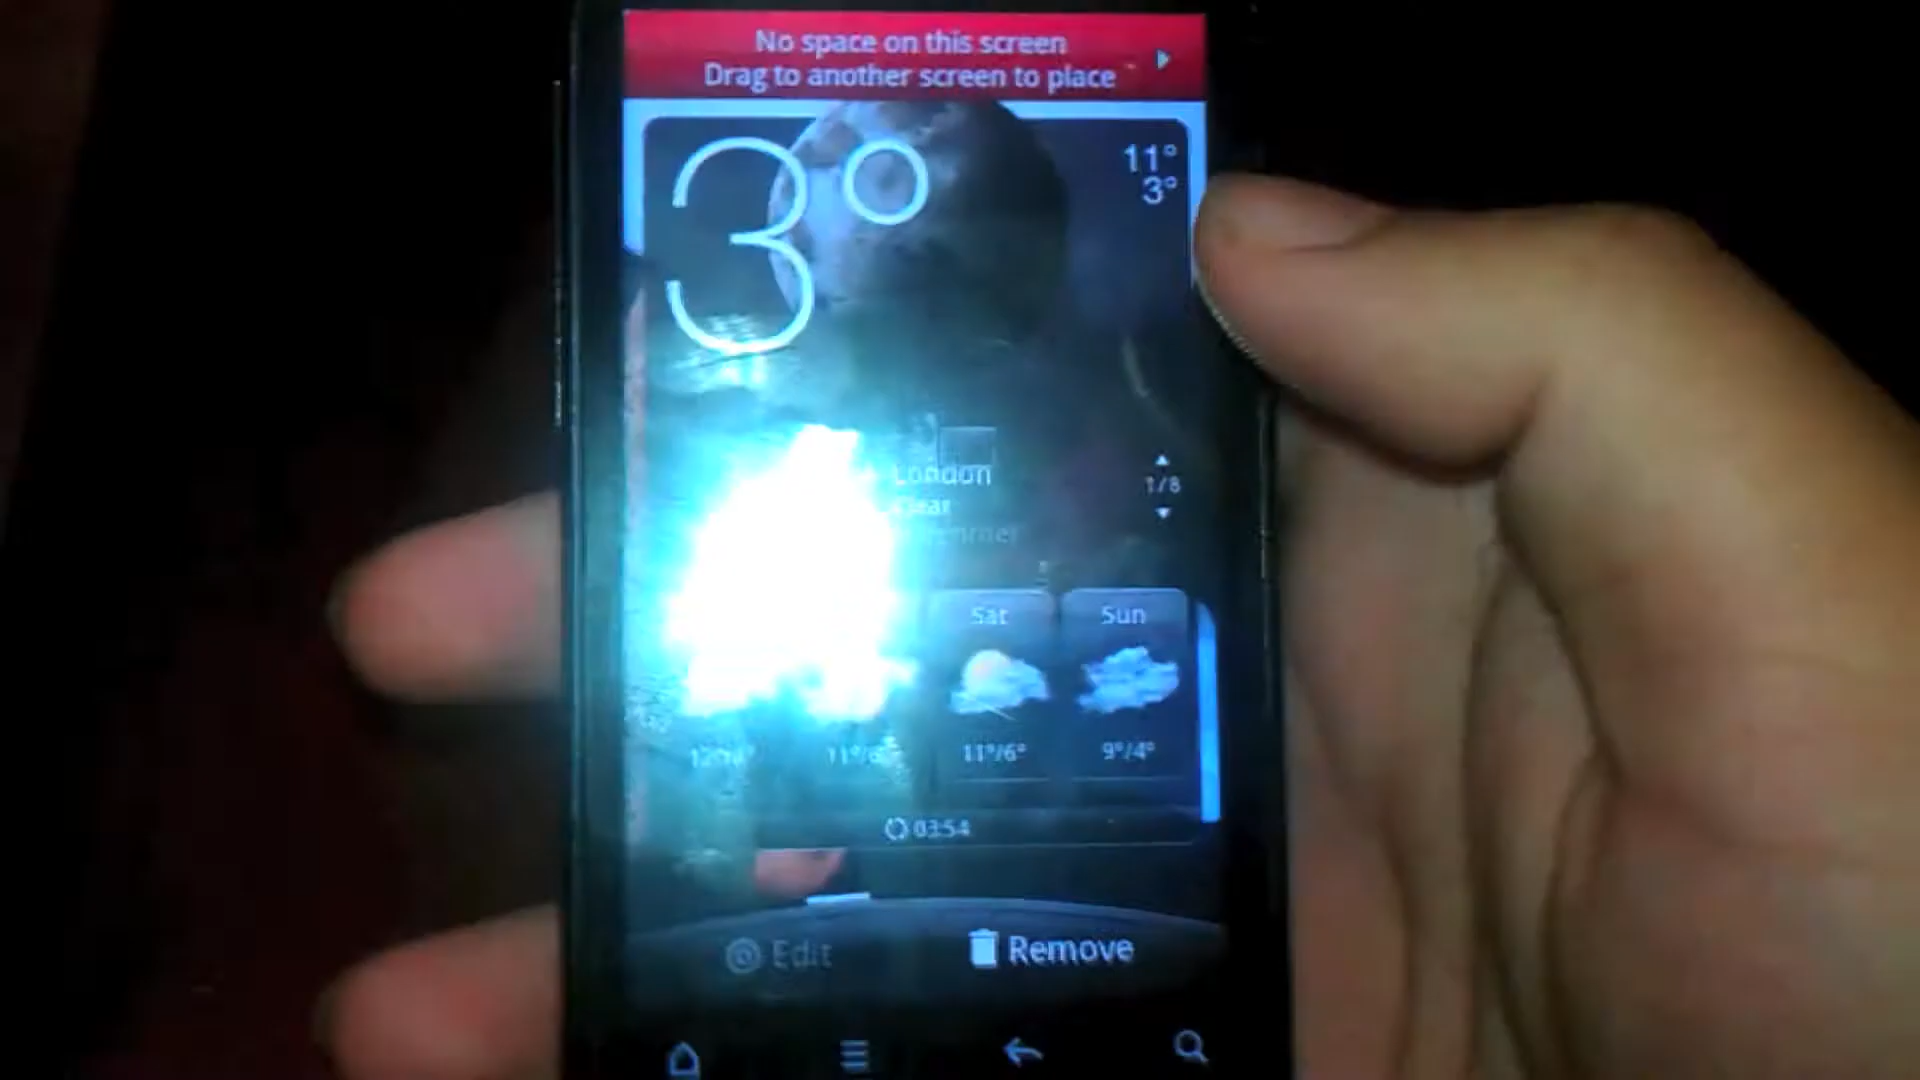 No space on this screen
Drag to another screen to place
3°
11°
3°
London
Clear
1/8
Sat
Sun
11°/6°
9°/4°
03:54
Edit
Remove